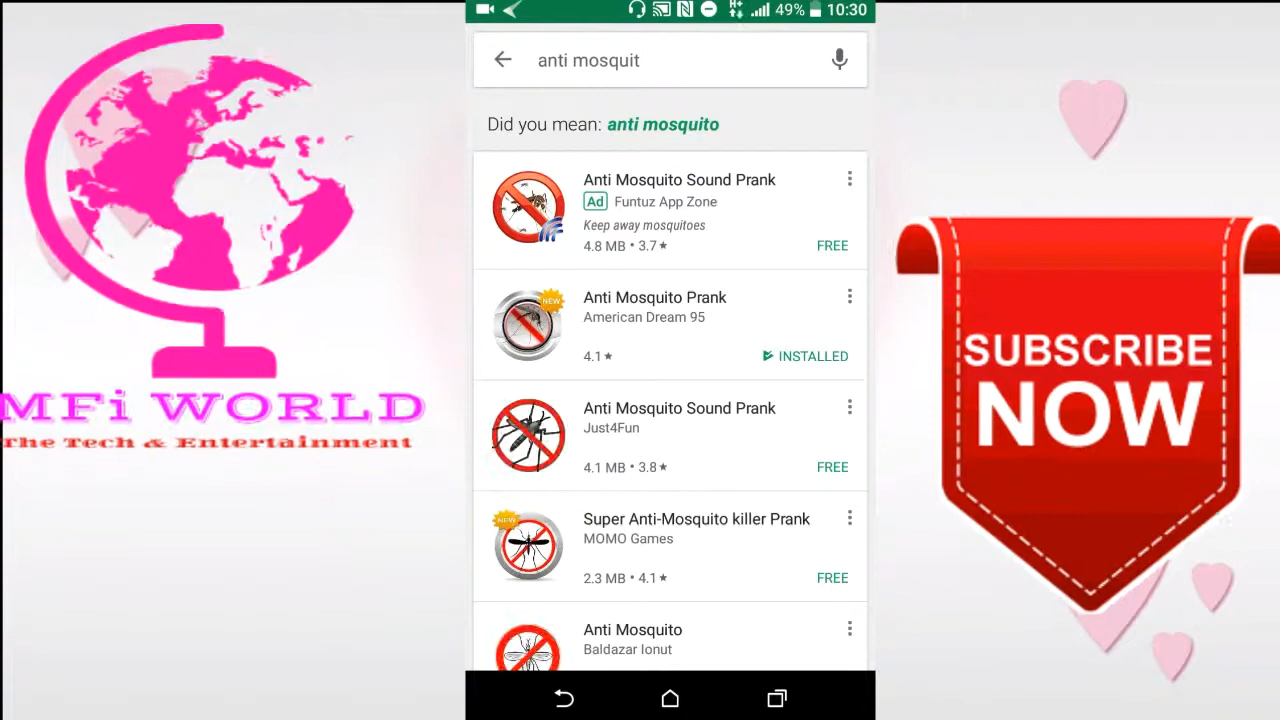 49% 10:30
anti mosquit
Did you mean: anti mosquito
Anti Mosquito Sound Prank
Ad Funtuz App Zone
Keep away mosquitoes
4.8 MB • 3.7★ FREE
NEW
Anti Mosquito Prank
American Dream 95
4.1★ INSTALLED
Anti Mosquito Sound Prank
Just4Fun
4.1 MB • 3.8★ FREE
NEW
Super Anti-Mosquito killer Prank
MOMO Games
2.3 MB • 4.1★ FREE
Anti Mosquito
Baldazar Ionut
MFi WORLD
The Tech & Entertainment
SUBSCRIBE
NOW